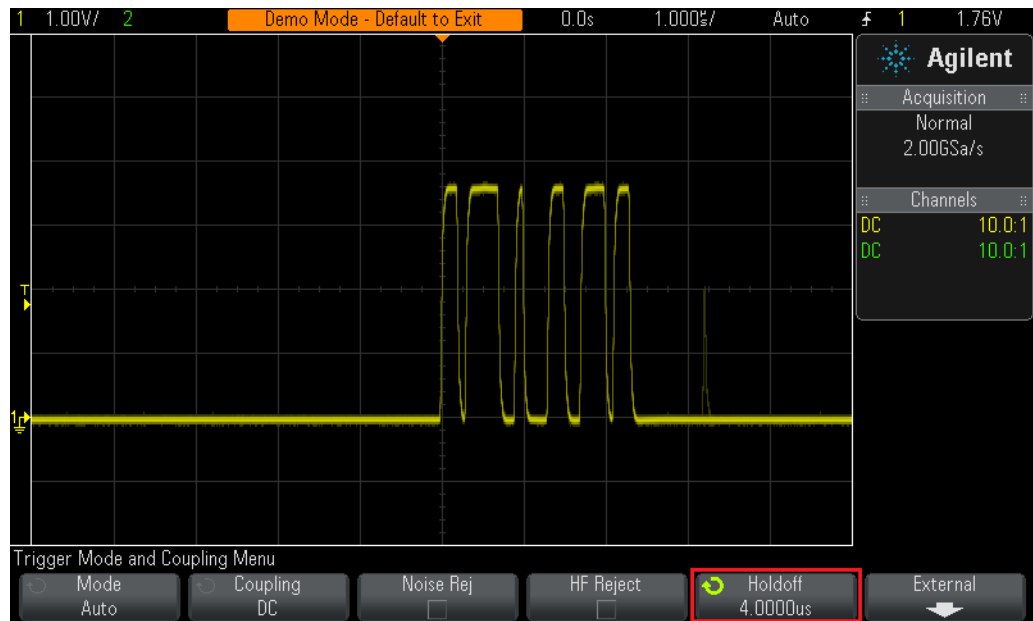 1 1.00V/ 2 Demo Mode - Default to Exit 0.0s 1.000us/ Auto 1 1.76V
Agilent
Acquisition
Normal
2.00GSa/s
Channels
DC 10.0:1
DC 10.0:1
T
1
Trigger Mode and Coupling Menu
Mode Coupling Noise Rej HF Reject Holdoff External
Auto DC 4.0000us